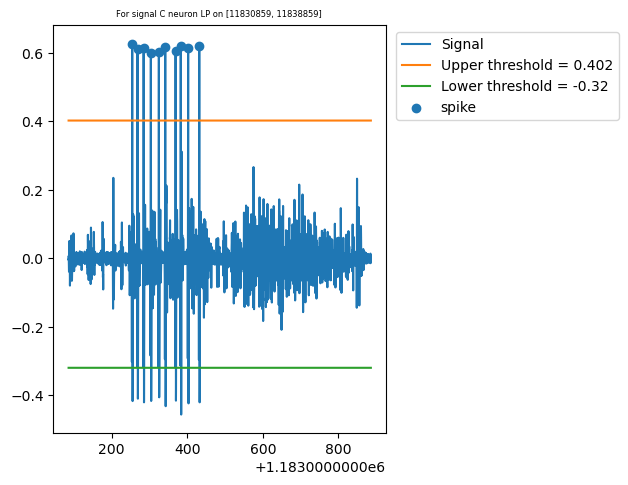 For signal C neuron LP on [11830859, 11838859]
Signal
Upper threshold = 0.402
Lower threshold = -0.32
spike
0.6
0.4
0.2
0.0
−0.2
−0.4
200 400 600 800
+1.1830000000e6